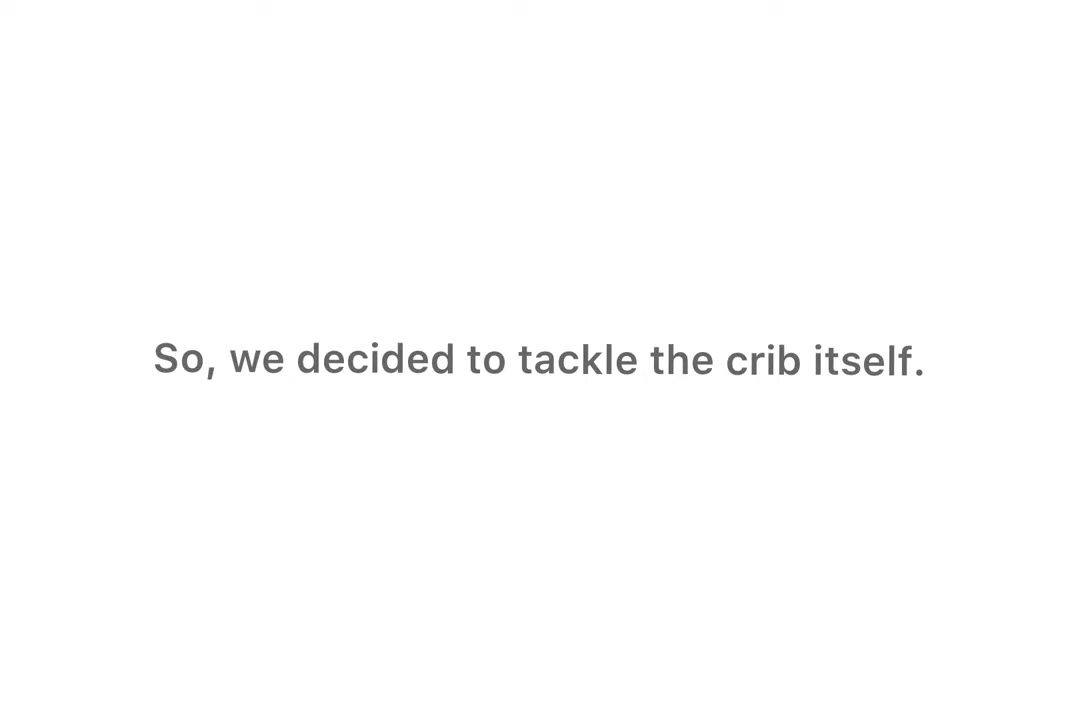 So, we decided to tackle the crib itself.